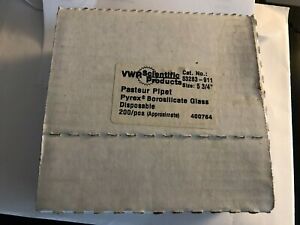 VWR Scientific Products
Cat. No.: 53283-911
Size: 5 3/4"
Pasteur Pipet
Pyrex® Borosilicate Glass
Disposable
200/pcs (Approximate) 400764